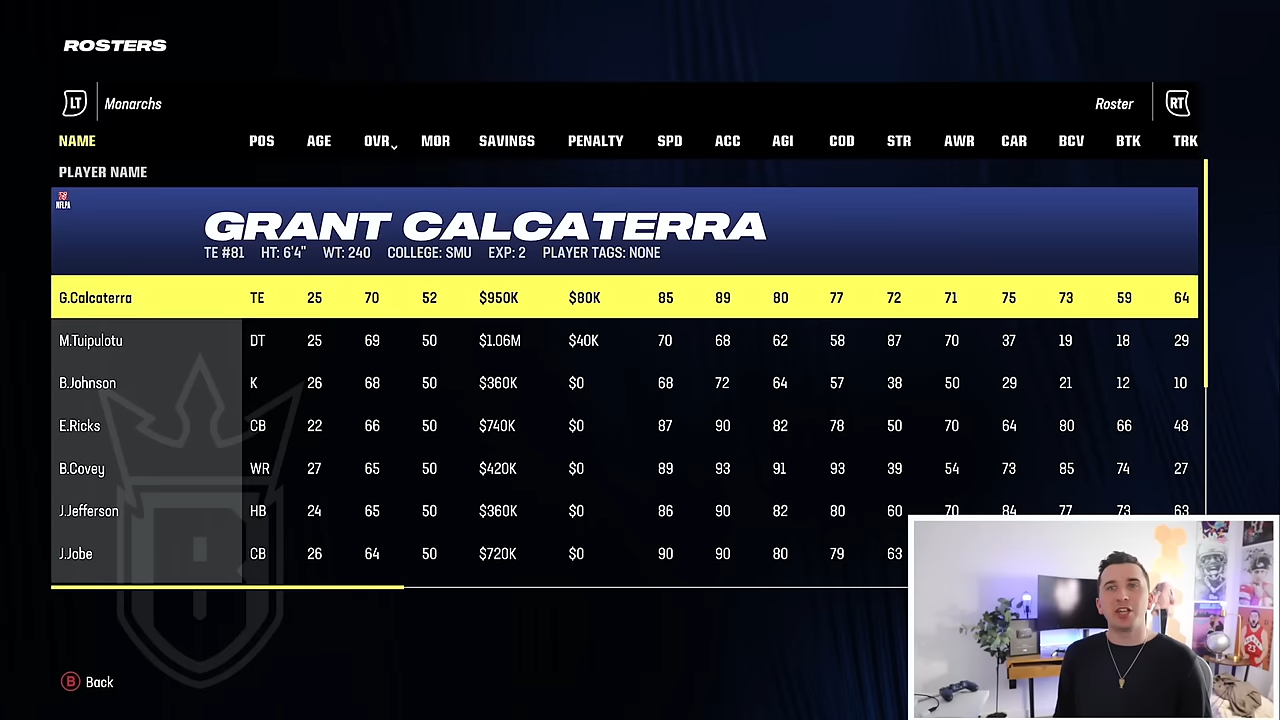 ROSTERS
LT Monarchs Roster RT
NAME POS AGE OVR MOR SAVINGS PENALTY SPD ACC AGI COD STR AWR CAR BCV BTK TRK
PLAYER NAME
NFLPA
GRANT CALCATERRA
TE #81 HT: 6'4" WT: 240 COLLEGE: SMU EXP: 2 PLAYER TAGS: NONE
G.Calcaterra TE 25 70 52 $950K $80K 85 89 80 77 72 71 75 73 59 64
M.Tuipulotu DT 25 69 50 $1.06M $40K 70 68 62 58 87 70 37 19 18 29
B.Johnson K 26 68 50 $360K $0 68 72 64 57 38 50 29 21 12 10
E.Ricks CB 22 66 50 $740K $0 87 90 82 78 50 70 64 80 66 48
B.Covey WR 27 65 50 $420K $0 89 93 91 93 39 54 73 85 74 27
J.Jefferson HB 24 65 50 $360K $0 86 90 82 80 60 70 84 77 73 63
J.Jobe CB 26 64 50 $720K $0 90 90 80 79 63
B Back